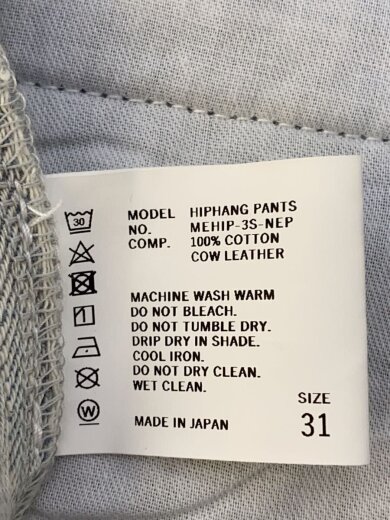 MODEL HIPHANG PANTS
NO. MEHIP-3S-NEP
COMP. 100% COTTON
COW LEATHER
30
MACHINE WASH WARM
DO NOT BLEACH.
DO NOT TUMBLE DRY.
DRIP DRY IN SHADE.
COOL IRON.
DO NOT DRY CLEAN.
WET CLEAN.
W
MADE IN JAPAN
SIZE
31